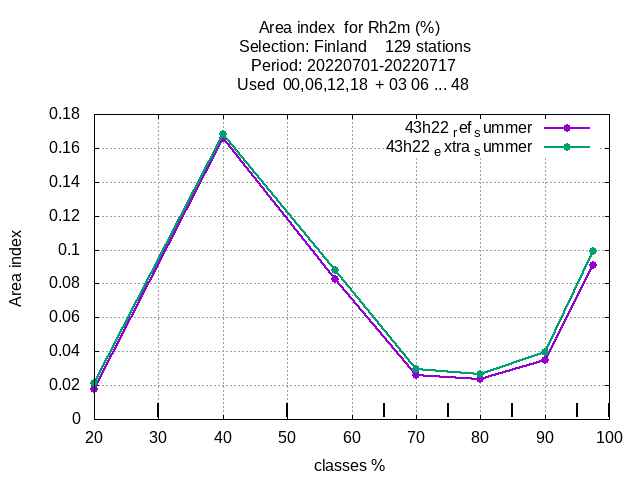 Area index  for Rh2m (%)
Selection: Finland    129 stations
Period: 20220701-20220717
Used  00,06,12,18  + 03 06 ... 48
43h22 ref summer
43h22 extra summer
0.18
0.16
0.14
0.12
0.1
0.08
0.06
0.04
0.02
0
Area index
20 30 40 50 60 70 80 90 100
classes %